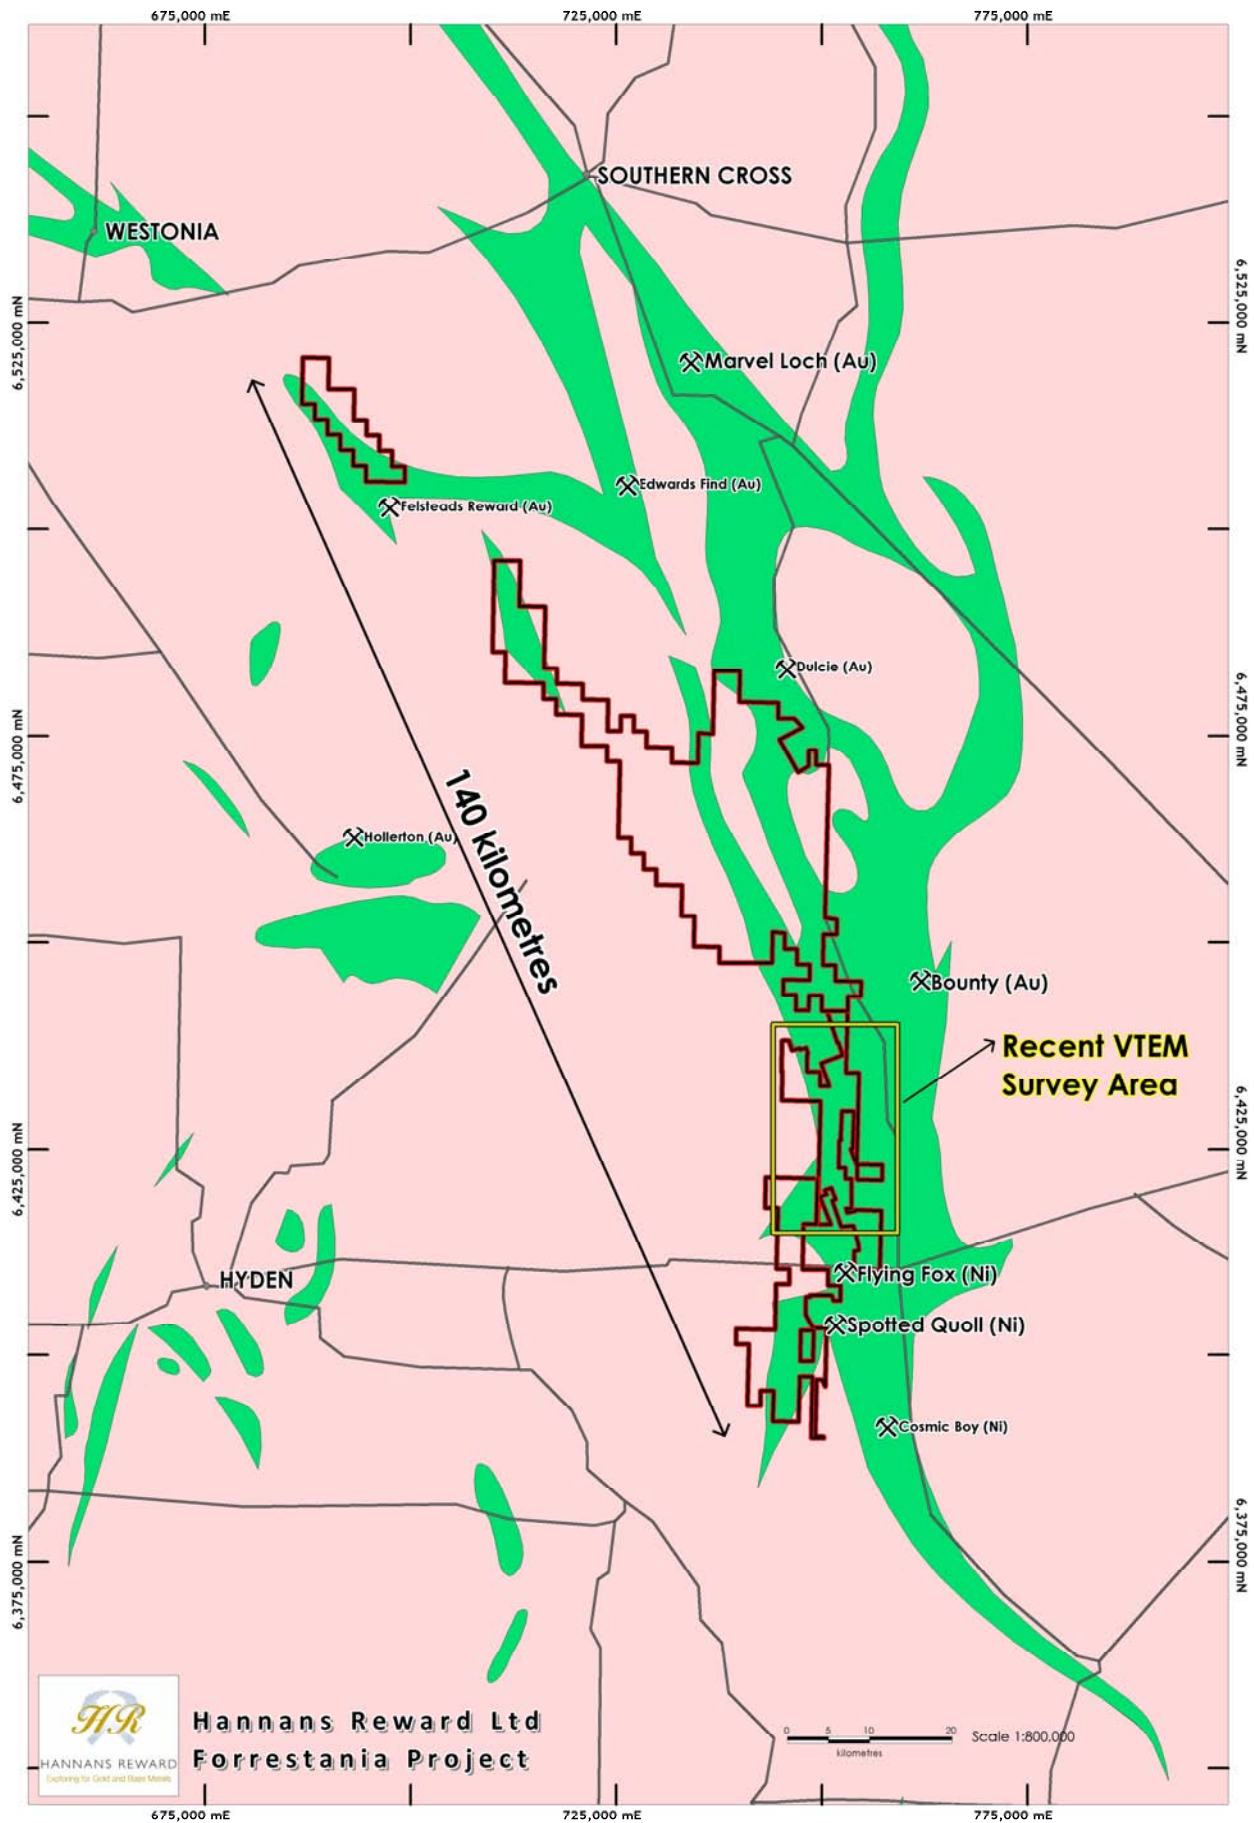 675,000 mE
725,000 mE
775,000 mE
SOUTHERN CROSS
WESTONIA
6,525,000 mN
6,525,000 mN
Marvel Loch (Au)
Edwards Find (Au)
Felsteads Reward (Au)
Dulcie (Au)
6,475,000 mN
6,475,000 mN
140 kilometres
Hollerton (Au)
Bounty (Au)
Recent VTEM
Survey Area
6,425,000 mN
6,425,000 mN
Flying Fox (Ni)
HYDEN
Spotted Quoll (Ni)
Cosmic Boy (Ni)
6,375,000 mN
6,375,000 mN
HR
HANNANS REWARD
Exploring for Gold and Base Metals
Hannans Reward Ltd
Forrestania Project
0 5 10 20
kilometres
Scale 1:800,000
675,000 mE
725,000 mE
775,000 mE